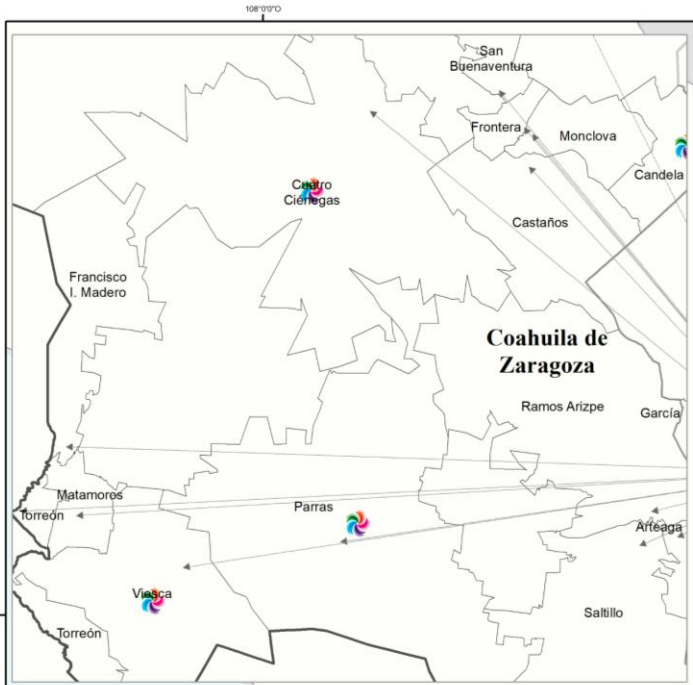 108°0'0"O
San
Buenaventura
Frontera
Monclova
Candela
Cuatro
Ciénegas
Castaños
Francisco
I. Madero
Coahuila de
Zaragoza
Ramos Arizpe
García
Matamoros
Torreón
Parras
Arteaga
Viesca
Saltillo
Torreón